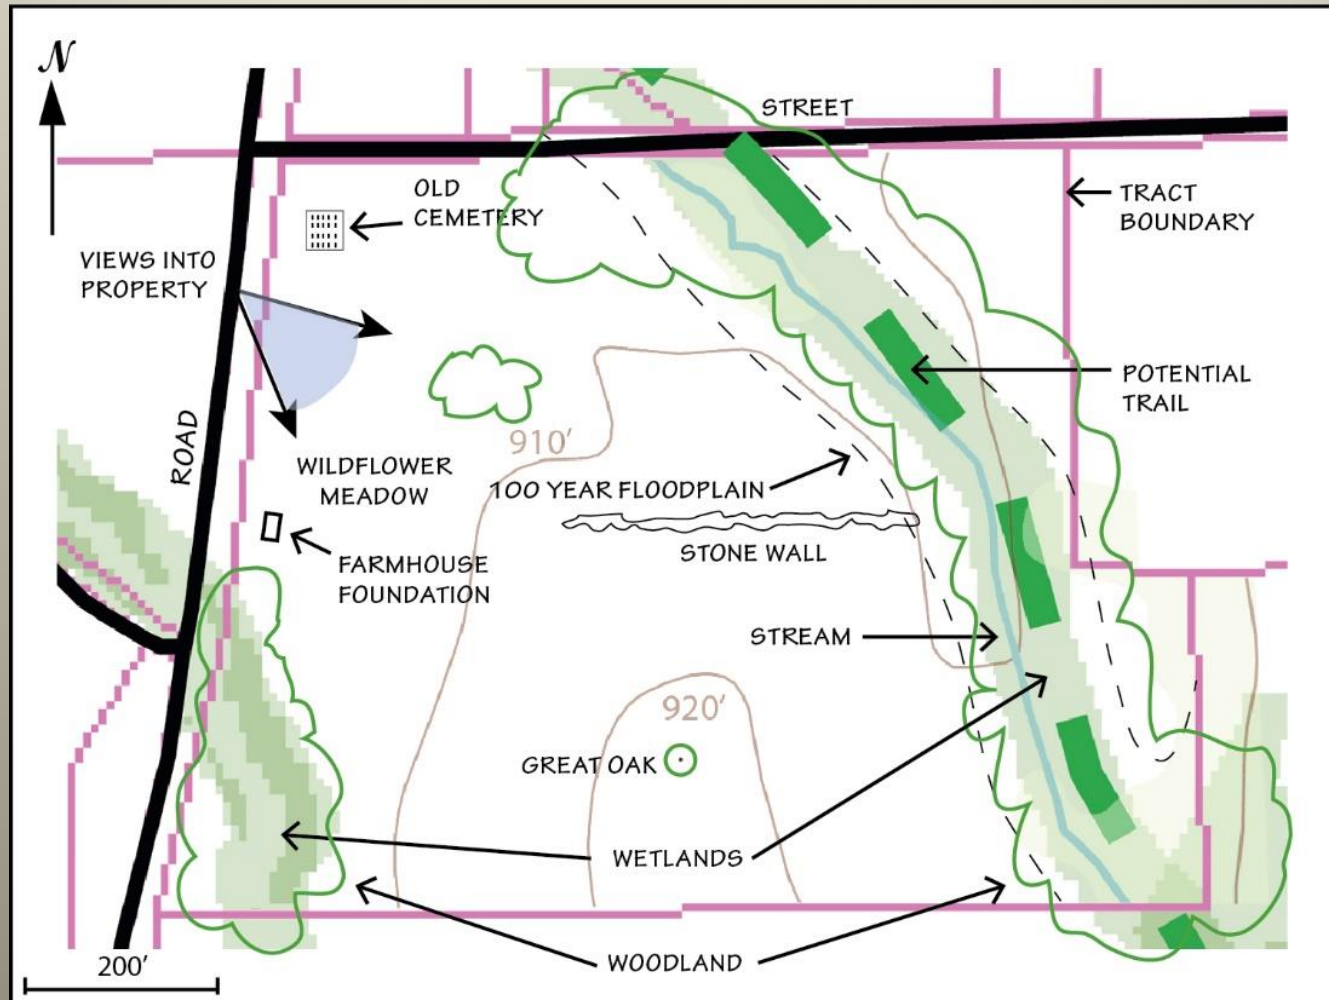 N
STREET
OLD
CEMETERY
TRACT
BOUNDARY
VIEWS INTO
PROPERTY
POTENTIAL
TRAIL
ROAD
910'
WILDFLOWER
MEADOW
100 YEAR FLOODPLAIN
STONE WALL
FARMHOUSE
FOUNDATION
STREAM
920'
GREAT OAK
WETLANDS
WOODLAND
200'